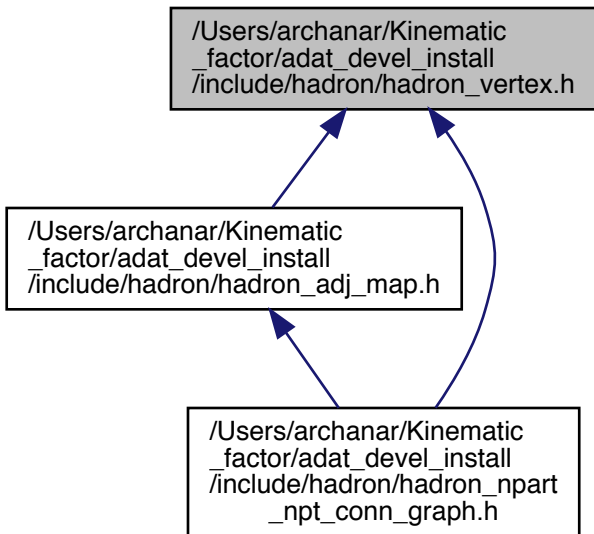 /Users/archanar/Kinematic
_factor/adat_devel_install
/include/hadron/hadron_vertex.h
/Users/archanar/Kinematic
_factor/adat_devel_install
/include/hadron/hadron_adj_map.h
/Users/archanar/Kinematic
_factor/adat_devel_install
/include/hadron/hadron_npart
_npt_conn_graph.h